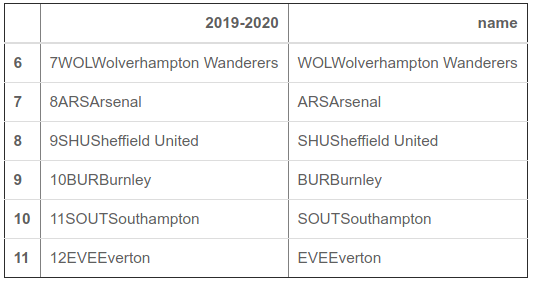 2019-2020 name
6 7WOLWolverhampton Wanderers WOLWolverhampton Wanderers
7 8ARSArsenal ARSArsenal
8 9SHUSheffield United SHUSheffield United
9 10BURBurnley BURBurnley
10 11SOUTSouthampton SOUTSouthampton
11 12EVEEverton EVEEverton